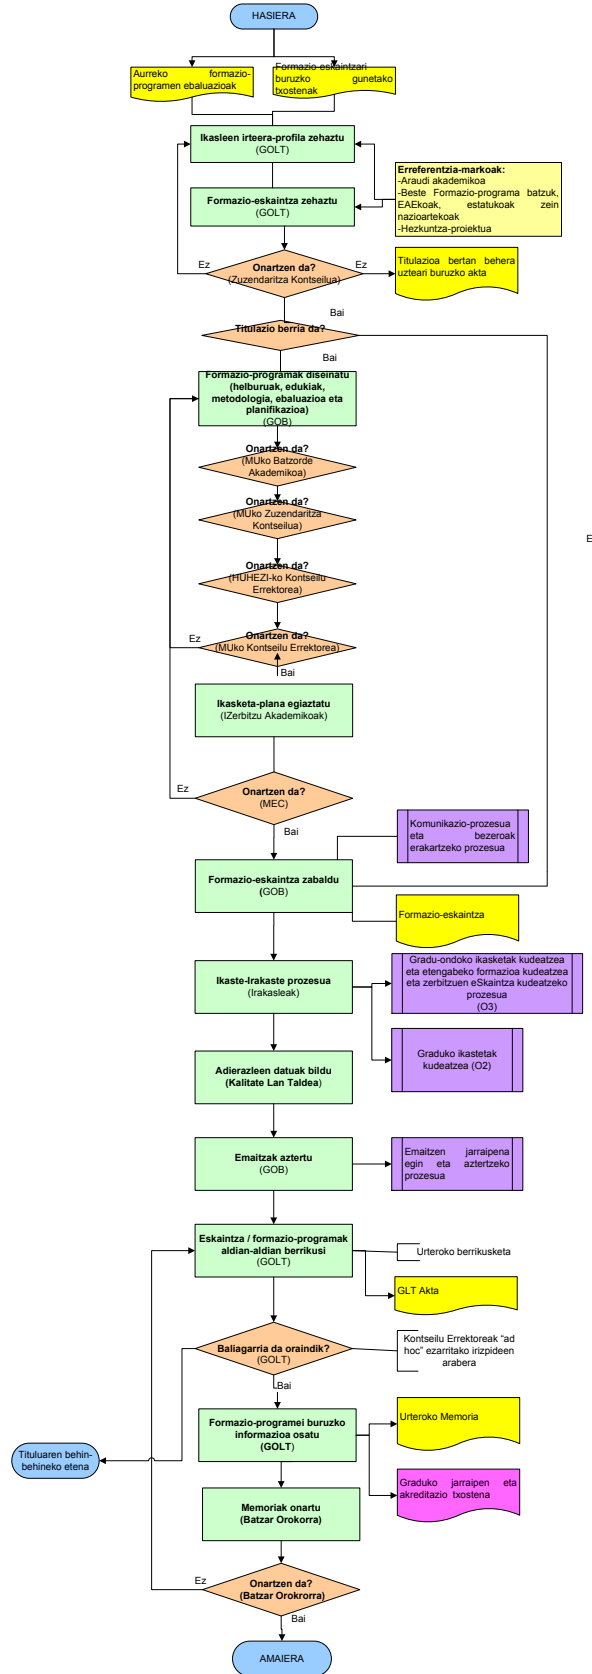 HASIERA
Aurreko formazio-
programen ebaluazioak
Formazio-eskaintzari
buruzko gunetako
txostenak
Ikasleen irteera-profila zehaztu
(GOLT)
Erreferentzia-markoak:
-Araudi akademikoa
-Beste Formazio-programa batzuk,
EAEkoak, estatukoak zein
nazioartekoak
-Hezkuntza-proiektua
Formazio-eskaintza zehaztu
(GOLT)
Ez
Onartzen da?
(Zuzendaritza Kontseilua)
Ez
Titulazioa bertan behera
uzteari buruzko akta
Bai
Titulazio berria da?
Bai
Formazio-programak diseinatu
(helburuak, edukiak,
metodologia, ebaluazioa eta
planifikazioa)
(GOB)
Onartzen da?
(MUko Batzorde
Akademikoa)
Onartzen da?
(MUko Zuzendaritza
Kontseilua)
E
Onartzen da?
(HUHEZI-ko Kontseilu
Errektorea)
Ez
Onartzen da?
(MUko Kontseilu Errektorea)
Bai
Ikasketa-plana egiaztatu
(IZerbitzu Akademikoak)
Ez
Onartzen da?
(MEC)
Bai
Komunikazio-prozesua
eta bezeroak
erakartzeko prozesua
Formazio-eskaintza zabaldu
(GOB)
Formazio-eskaintza
Ikaste-Irakaste prozesua
(Irakasleak)
Gradu-ondoko ikasketak kudeatzea
eta etengabeko formazioa kudeatzea
eta zerbitzuen eSkaintza kudeatzeko
prozesua
(O3)
Graduko ikastetak
kudeatzea (O2)
Adierazleen datuak bildu
(Kalitate Lan Taldea)
Emaitzak aztertu
(GOB)
Emaitzen jarraipena
egin eta aztertzeko
prozesua
Eskaintza / formazio-programak
aldian-aldian berrikusi
(GOLT)
Urteroko berrikusketa
GLT Akta
Baliagarria da oraindik?
(GOLT)
Kontseilu Errektoreak "ad
hoc" ezarritako irizpideen
arabera
Bai
Formazio-programei buruzko
informazioa osatu
(GOLT)
Urteroko Memoria
Tituluaren behin-
behineko etena
Graduko jarraipen eta
akreditazio txostena
Memoriak onartu
(Batzar Orokorra)
Ez
Onartzen da?
(Batzar Orokrorra)
Bai
AMAIERA